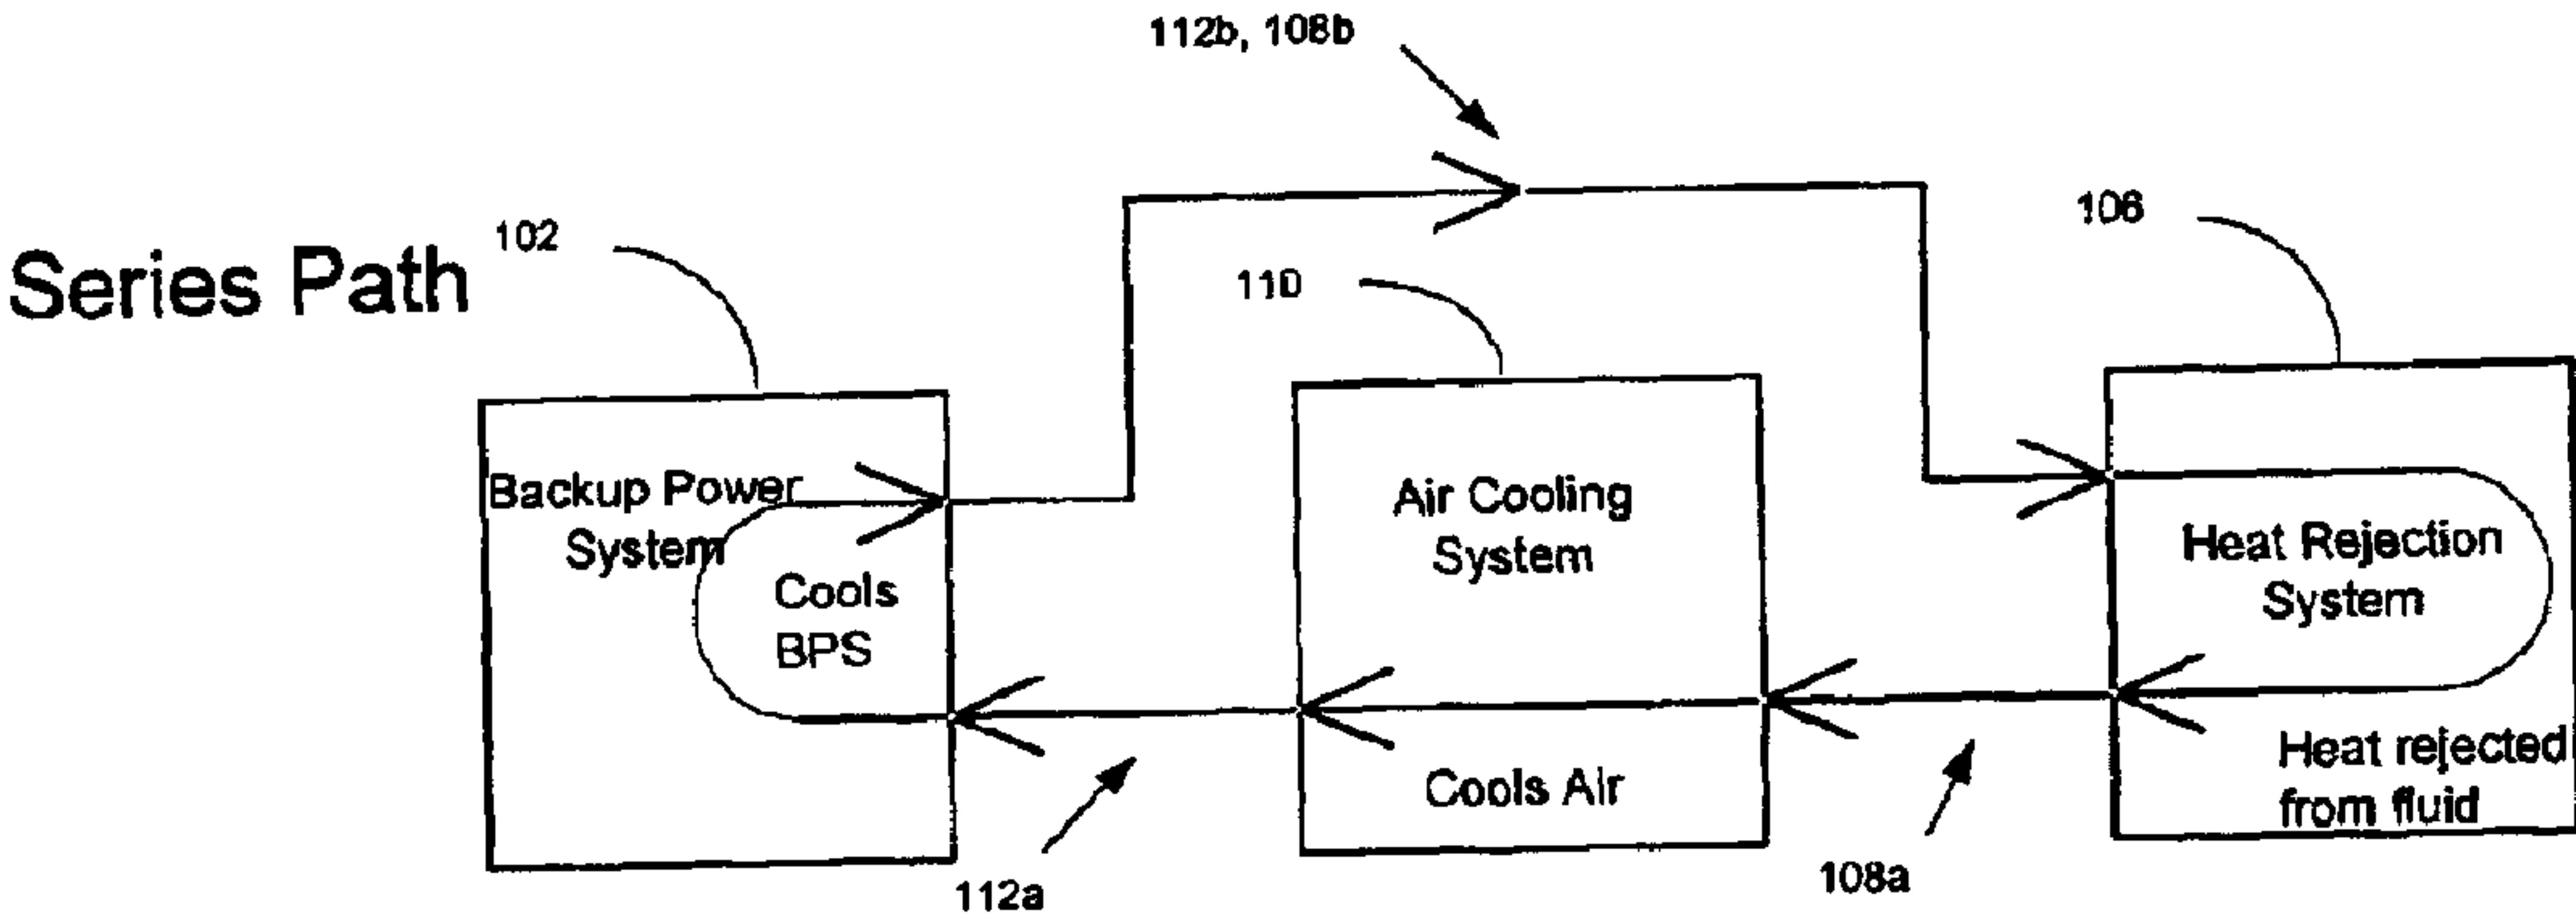 112b, 108b
Series Path
102
110
106
Backup Power
System
Cools
BPS
Air Cooling
System
Cools Air
Heat Rejection
System
Heat rejected
from fluid
112a
108a